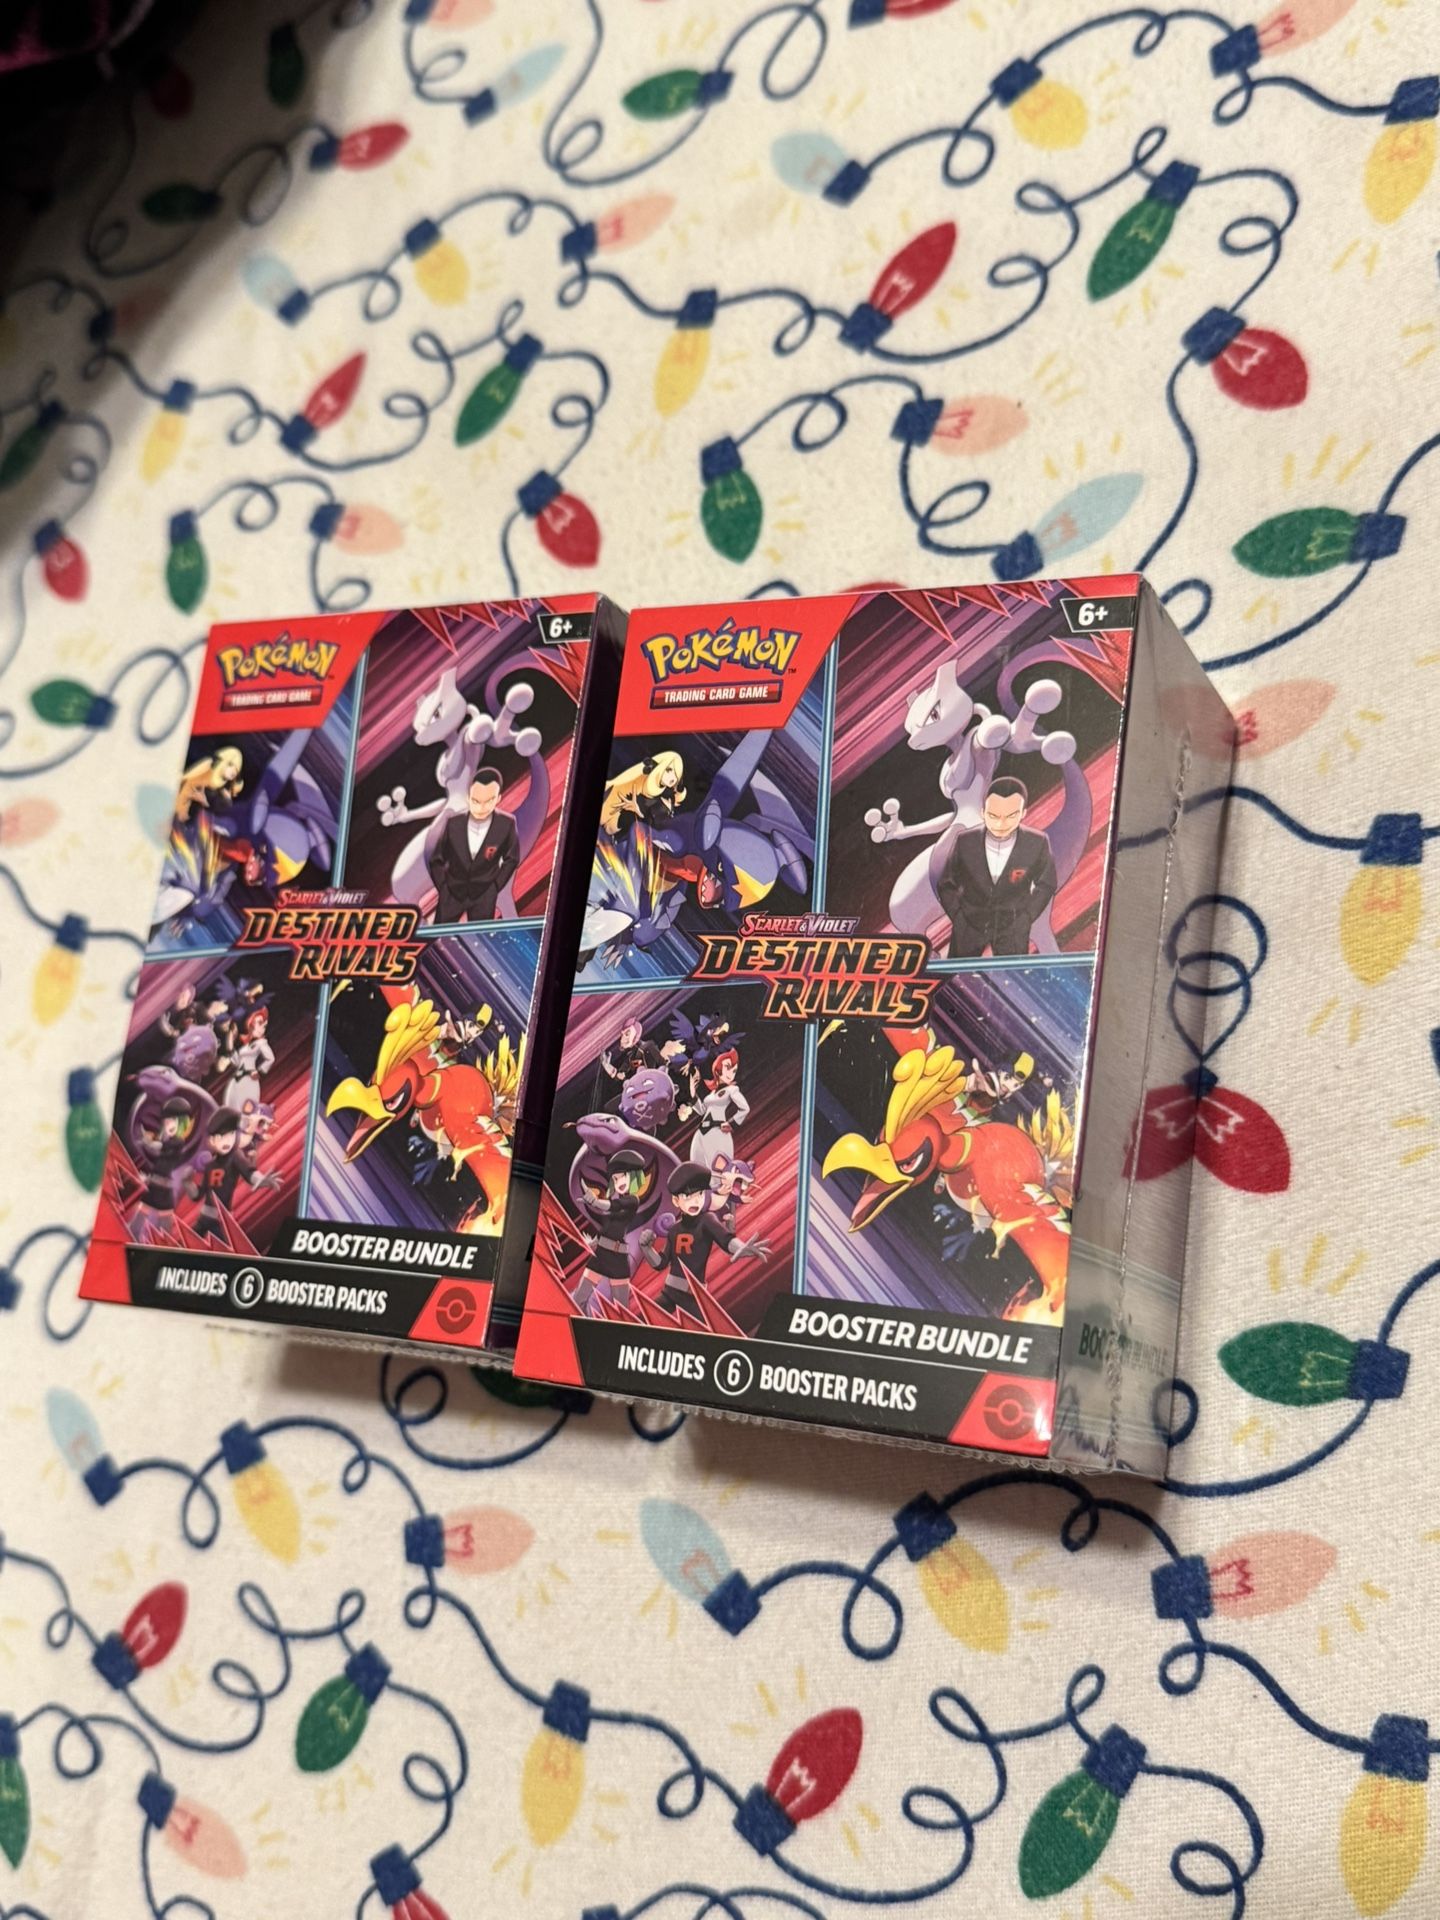 Pokémon
TRADING CARD GAME
6+
SCARLET & VIOLET
DESTINED
RIVALS
R
BOOSTER BUNDLE
INCLUDES 6 BOOSTER PACKS
Pokémon
TM
TRADING CARD GAME
6+
R
SCARLET & VIOLET
DESTINED
RIVALS
R
BOOSTER BUNDLE
INCLUDES 6 BOOSTER PACKS